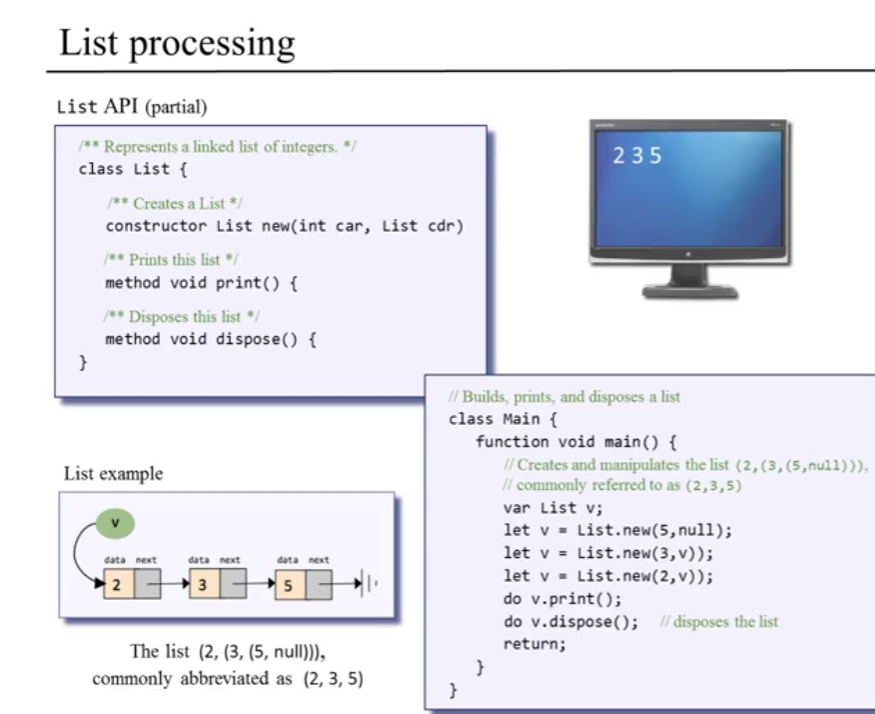 List processing
List API (partial)
/** Represents a linked list of integers. */
class List {
/** Creates a List */
constructor List new(int car, List cdr)
/** Prints this list */
method void print() {
/** Disposes this list */
method void dispose() {
}
2 3 5
// Builds, prints, and disposes a list
class Main {
function void main() {
// Creates and manipulates the list (2,(3,(5,null))),
// commonly referred to as (2,3,5)
var List v;
let v = List.new(5,null);
let v = List.new(3,v));
let v = List.new(2,v));
do v.print();
do v.dispose(); // disposes the list
return;
}
}
List example
v
data next data next data next
2 3 5
The list (2, (3, (5, null))),
commonly abbreviated as (2, 3, 5)